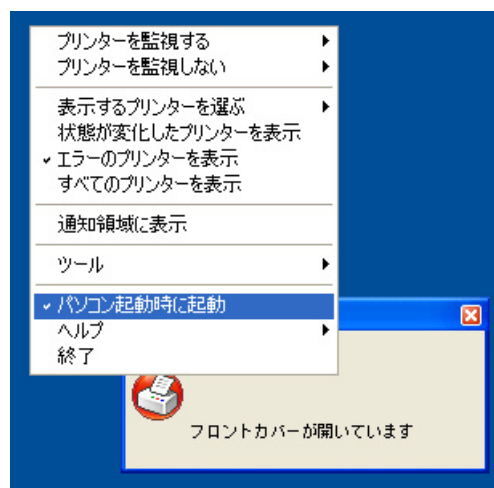 プリンターを監視する
プリンターを監視しない
表示するプリンターを選ぶ
状態が変化したプリンターを表示
エラーのプリンターを表示
すべてのプリンターを表示
通知領域に表示
ツール
パソコン起動時に起動
ヘルプ
終了
フロントカバーが開いています